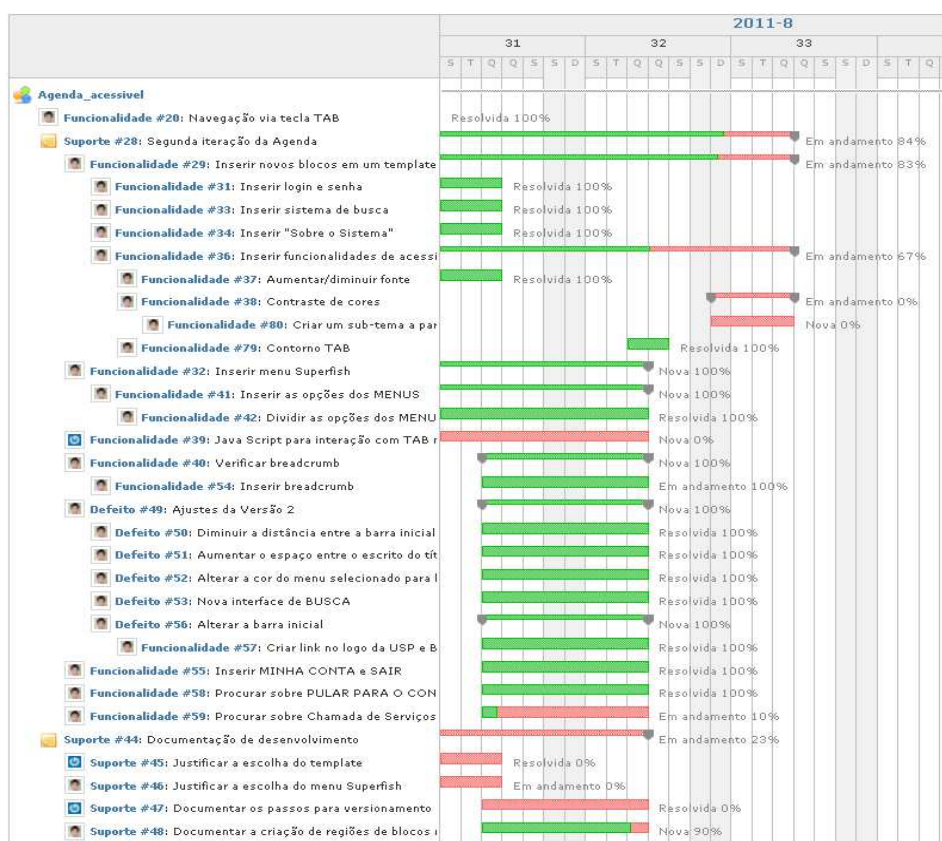 2011-8
31 32 33
S T Q Q S S D S T Q Q S S D S T Q Q S S D S T Q
Agenda_acessivel
Funcionalidade #20: Navegação via tecla TAB Resolvida 100%
Suporte #28: Segunda iteração da Agenda Em andamento 84%
Funcionalidade #29: Inserir novos blocos em um template Em andamento 83%
Funcionalidade #31: Inserir login e senha Resolvida 100%
Funcionalidade #33: Inserir sistema de busca Resolvida 100%
Funcionalidade #34: Inserir "Sobre o Sistema" Resolvida 100%
Funcionalidade #36: Inserir funcionalidades de acessi Em andamento 67%
Funcionalidade #37: Aumentar/diminuir fonte Resolvida 100%
Funcionalidade #38: Contraste de cores Em andamento 0%
Funcionalidade #80: Criar um sub-tema a par Nova 0%
Funcionalidade #79: Contorno TAB Resolvida 100%
Funcionalidade #32: Inserir menu Superfish Nova 100%
Funcionalidade #41: Inserir as opções dos MENUS Nova 100%
Funcionalidade #42: Dividir as opções dos MENU Resolvida 100%
Funcionalidade #39: Java Script para interação com TAB r Nova 0%
Funcionalidade #40: Verificar breadcrumb Nova 100%
Funcionalidade #54: Inserir breadcrumb Em andamento 100%
Defeito #49: Ajustes da Versão 2 Nova 100%
Defeito #50: Diminuir a distância entre a barra inicial Resolvida 100%
Defeito #51: Aumentar o espaço entre o escrito do tít Resolvida 100%
Defeito #52: Alterar a cor do menu selecionado para l Resolvida 100%
Defeito #53: Nova interface de BUSCA Resolvida 100%
Defeito #56: Alterar a barra inicial Nova 100%
Funcionalidade #57: Criar link no logo da USP e B Resolvida 100%
Funcionalidade #55: Inserir MINHA CONTA e SAIR Resolvida 100%
Funcionalidade #58: Procurar sobre PULAR PARA O CON Resolvida 100%
Funcionalidade #59: Procurar sobre Chamada de Serviços Em andamento 10%
Suporte #44: Documentação de desenvolvimento Em andamento 23%
Suporte #45: Justificar a escolha do template Resolvida 0%
Suporte #46: Justificar a escolha do menu Superfish Em andamento 0%
Suporte #47: Documentar os passos para versionamento Resolvida 0%
Suporte #48: Documentar a criação de regiões de blocos Nova 90%